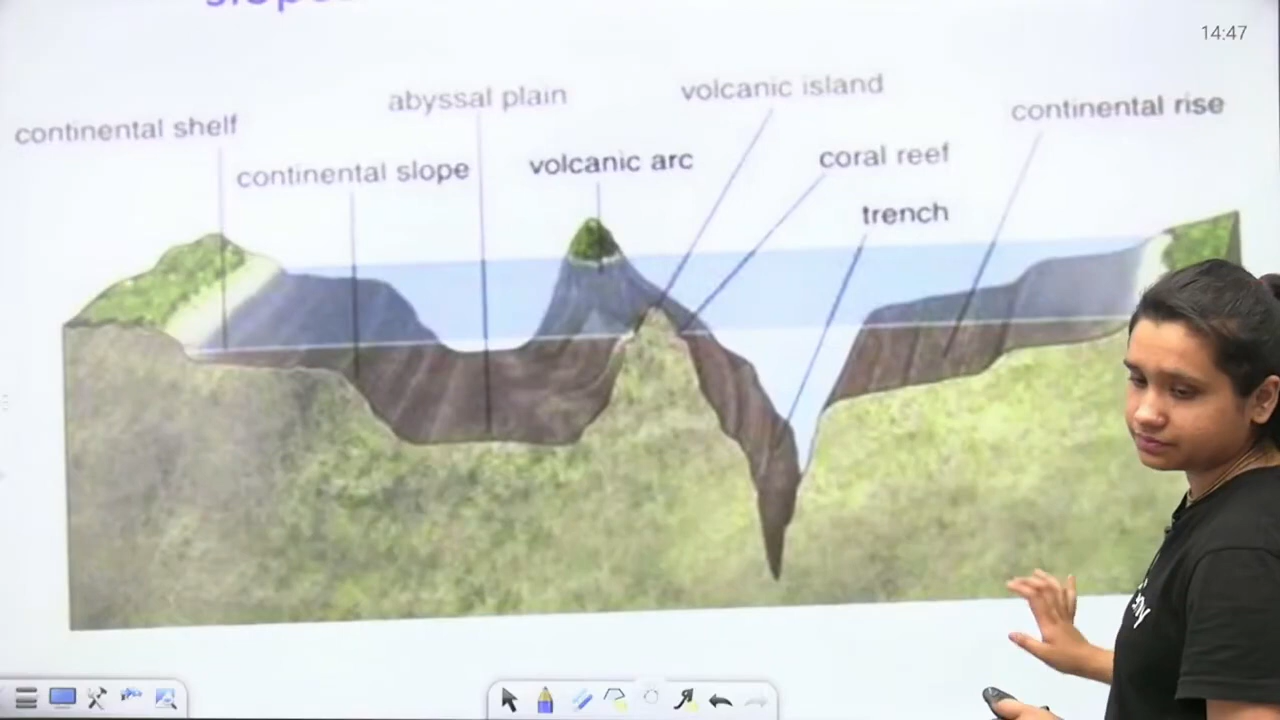 14:47
abyssal plain
volcanic island
continental shelf
continental rise
continental slope
volcanic arc
coral reef
trench